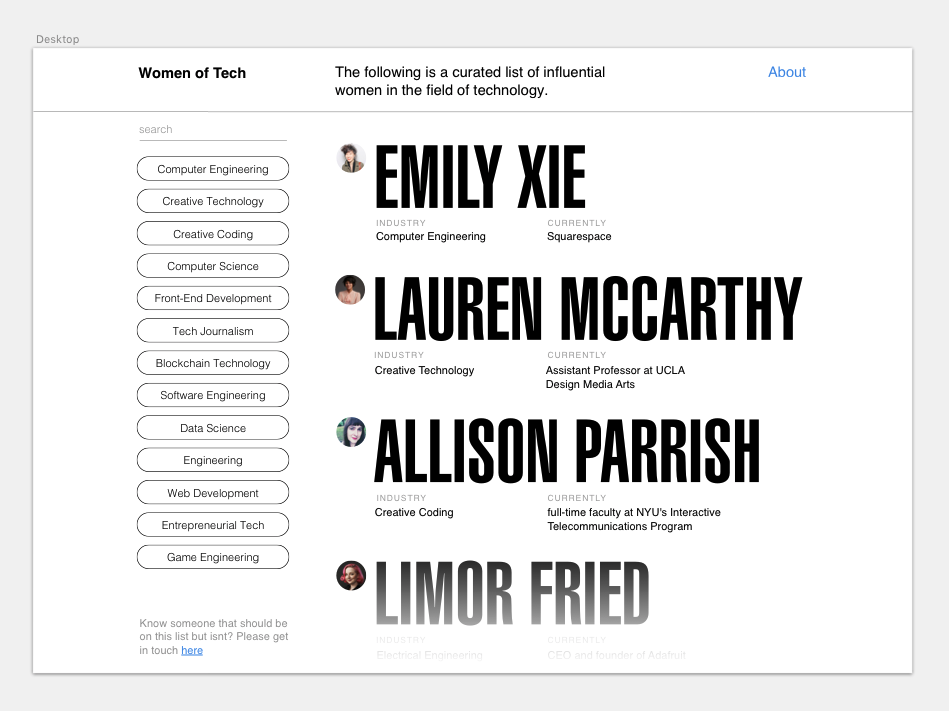 Desktop
Women of Tech
The following is a curated list of influential
women in the field of technology.
About
search
Computer Engineering
Creative Technology
Creative Coding
Computer Science
Front-End Development
Tech Journalism
Blockchain Technology
Software Engineering
Data Science
Engineering
Web Development
Entrepreneurial Tech
Game Engineering
Know someone that should be
on this list but isnt? Please get
in touch here
EMILY XIE
INDUSTRY
Computer Engineering
CURRENTLY
Squarespace
LAUREN MCCARTHY
INDUSTRY
Creative Technology
CURRENTLY
Assistant Professor at UCLA
Design Media Arts
ALLISON PARRISH
INDUSTRY
Creative Coding
CURRENTLY
full-time faculty at NYU's Interactive
Telecommunications Program
LIMOR FRIED
INDUSTRY
Electrical Engineering
CURRENTLY
CEO and founder of Adafruit